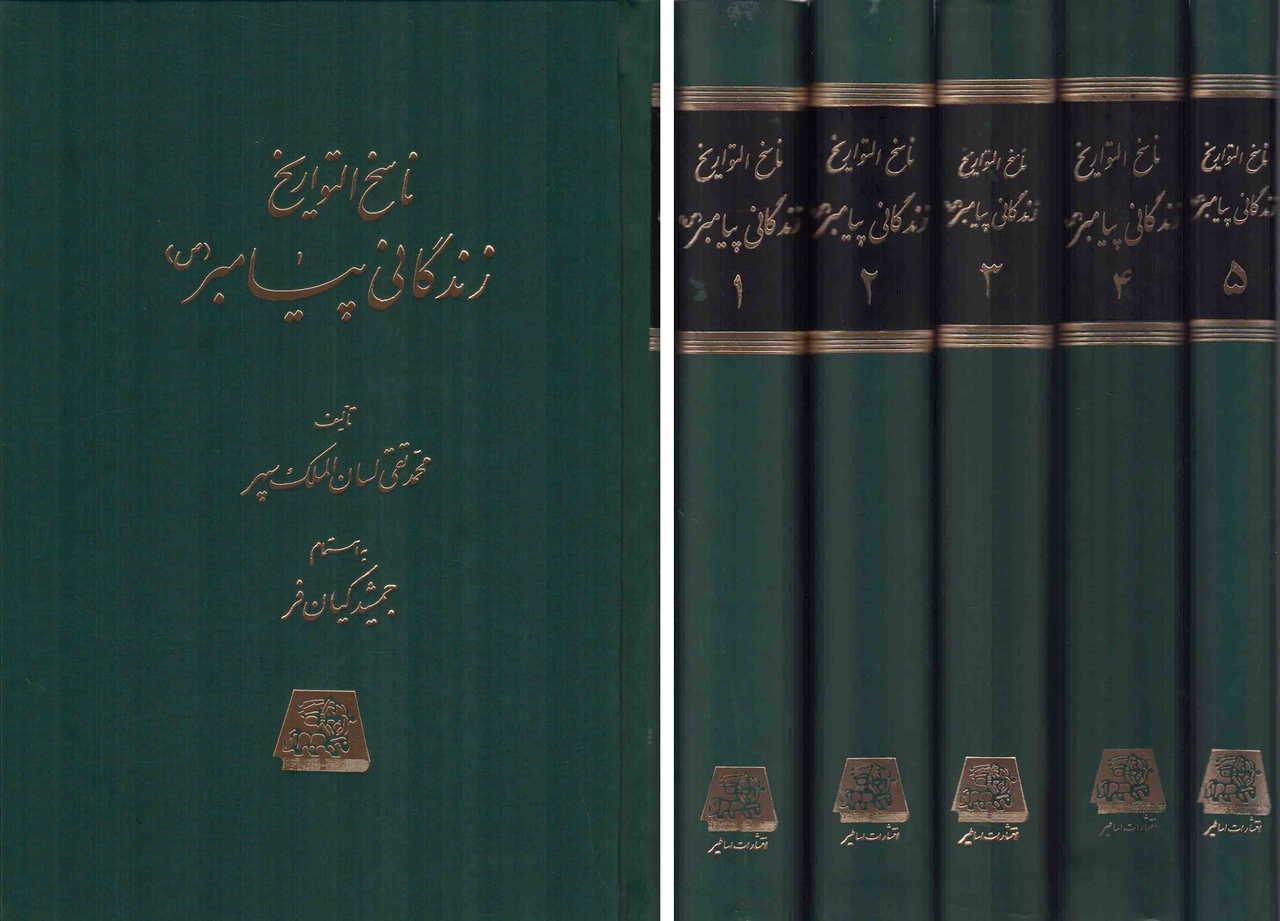 ناسخ التواریخ
زندگانی پیامبر (ص)
تألیف
محمدتقی لسان الملک سپهر
به اهتمام
جمشید کیان فر
ناسخ التواریخ
زندگانی پیامبر (ص)
۱
انتشارات اساطیر
ناسخ التواریخ
زندگانی پیامبر (ص)
۲
انتشارات اساطیر
ناسخ التواریخ
زندگانی پیامبر (ص)
۳
انتشارات اساطیر
ناسخ التواریخ
زندگانی پیامبر (ص)
۴
انتشارات اساطیر
ناسخ التواریخ
زندگانی پیامبر (ص)
۵
انتشارات اساطیر